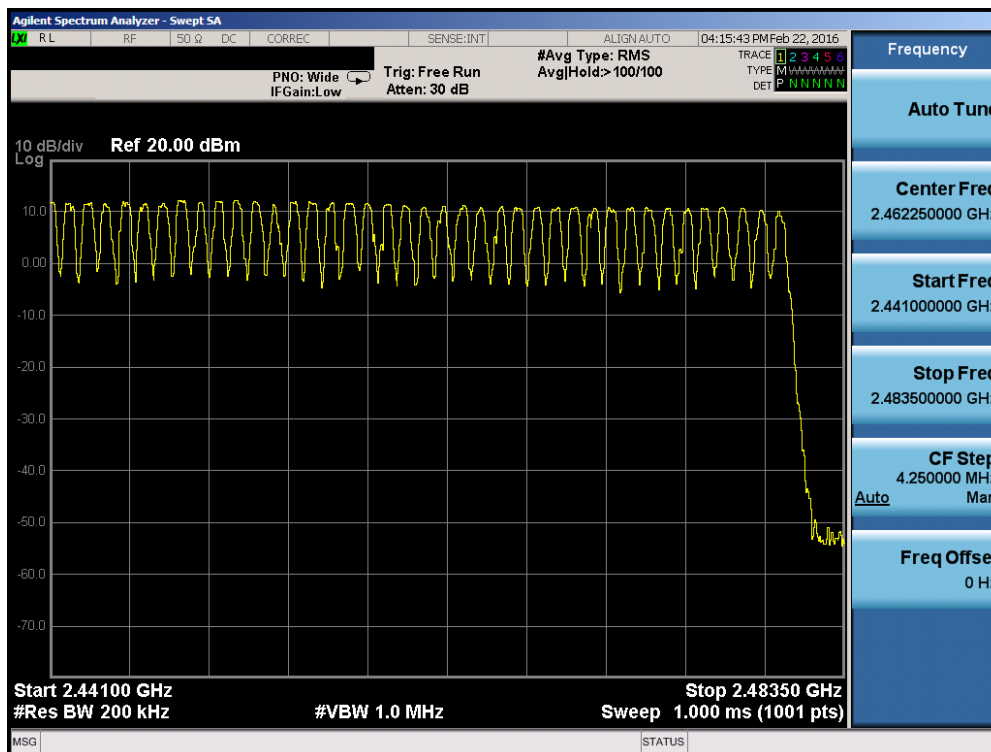 Agilent Spectrum Analyzer - Swept SA
LXI RL RF 50 Ω DC CORREC SENSE:INT ALIGN AUTO 04:15:43 PM Feb 22, 2016
PNO: Wide
IFGain:Low
Trig: Free Run
Atten: 30 dB
#Avg Type: RMS
Avg|Hold:>100/100
TRACE 1 2 3 4 5 6
TYPE M
DET P N N N N N
10 dB/div
Log
Ref 20.00 dBm
10.0
0.00
-10.0
-20.0
-30.0
-40.0
-50.0
-60.0
-70.0
Start 2.44100 GHz
Stop 2.48350 GHz
#Res BW 200 kHz
#VBW 1.0 MHz
Sweep 1.000 ms (1001 pts)
MSG
STATUS
Frequency
Auto Tun
Center Fre
2.462250000 GH
Start Fre
2.441000000 GH
Stop Fre
2.483500000 GH
CF Step
4.250000 MH
Auto Man
Freq Offse
0 H